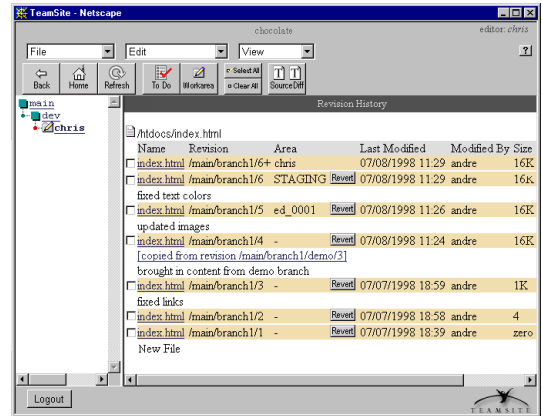 TeamSite - Netscape
chocolate
editor: chris
File Edit View ?
Back Home Refresh To Do Workarea Select All Clear All SourceDiff
main
dev
chris
Revision History
/htdocs/index.html
Name Revision Area Last Modified Modified By Size
index.html /main/branch1/6+ chris 07/08/1998 11:29 andre 16K
index.html /main/branch1/6 STAGING Revert 07/08/1998 11:29 andre 16K
fixed text colors
index.html /main/branch1/5 ed_0001 Revert 07/08/1998 11:26 andre 16K
updated images
index.html /main/branch1/4 - Revert 07/08/1998 11:24 andre 16K
[copied from revision /main/branch1/demo/3]
brought in content from demo branch
index.html /main/branch1/3 - Revert 07/07/1998 18:59 andre 1K
fixed links
index.html /main/branch1/2 - Revert 07/07/1998 18:58 andre 4
index.html /main/branch1/1 - Revert 07/07/1998 18:39 andre zero
New File
Logout
TEAMSITE